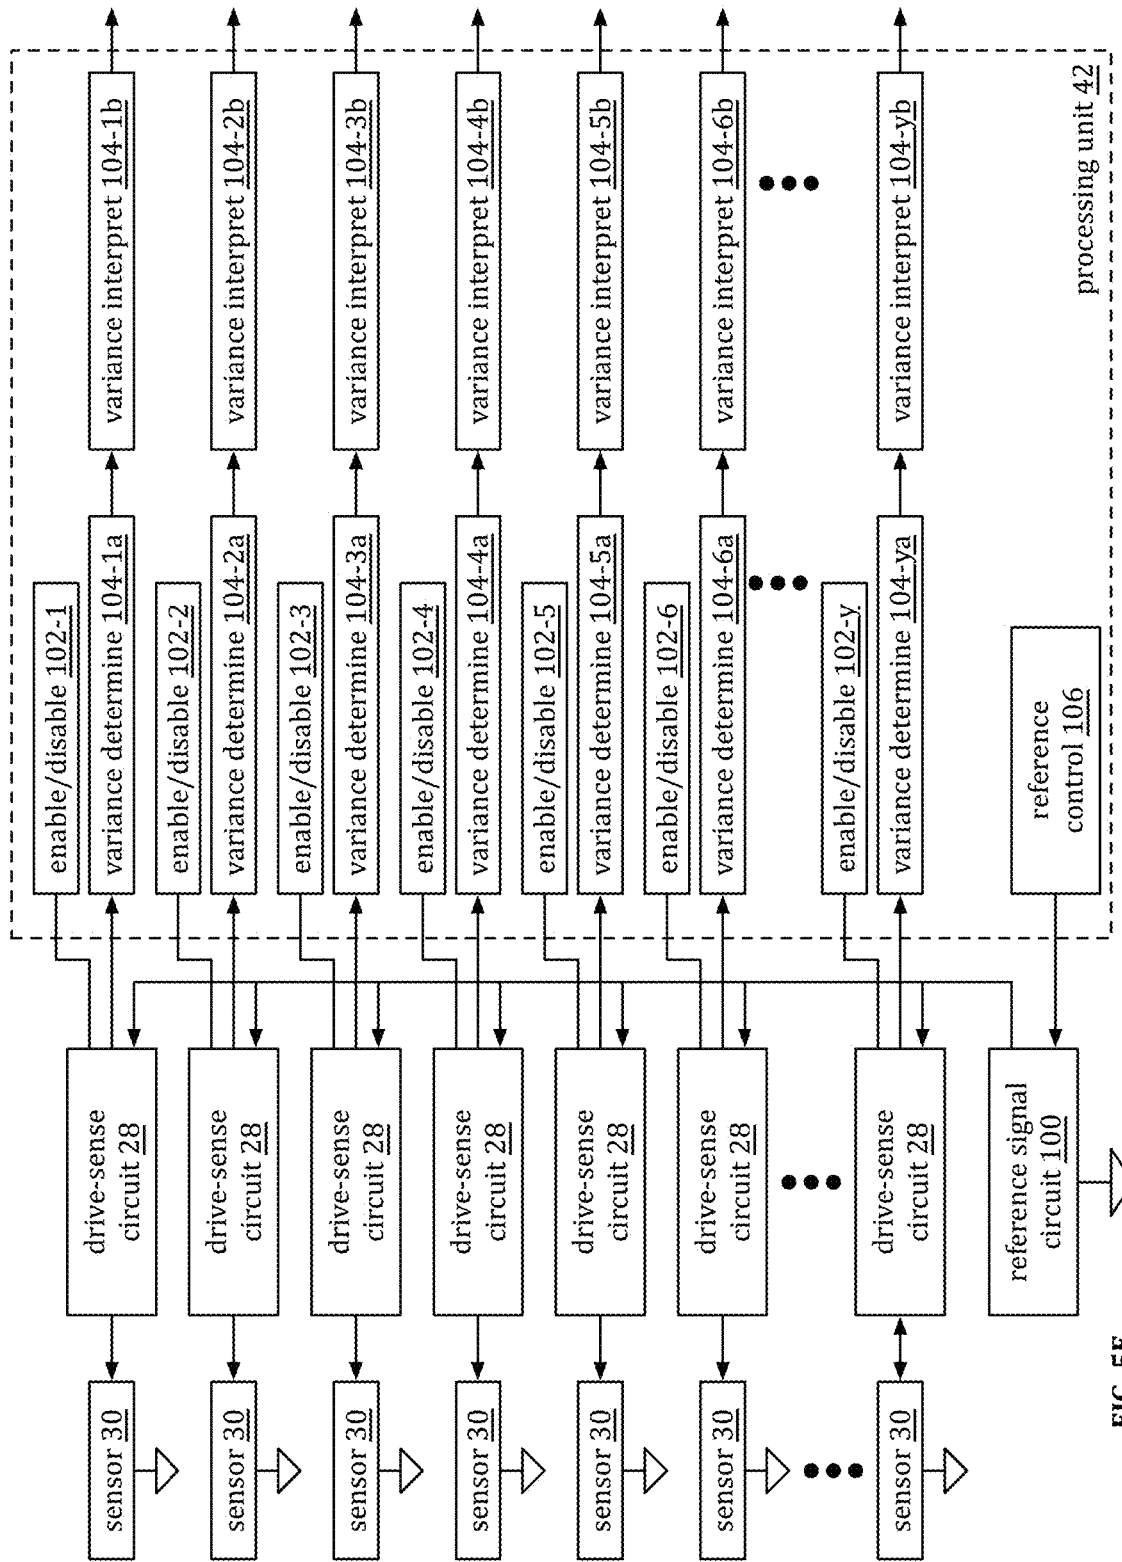 sensor 30
drive-sense
circuit 28
enable/disable 102-1
variance determine 104-1a
variance interpret 104-1b
sensor 30
drive-sense
circuit 28
enable/disable 102-2
variance determine 104-2a
variance interpret 104-2b
sensor 30
drive-sense
circuit 28
enable/disable 102-3
variance determine 104-3a
variance interpret 104-3b
sensor 30
drive-sense
circuit 28
enable/disable 102-4
variance determine 104-4a
variance interpret 104-4b
sensor 30
drive-sense
circuit 28
enable/disable 102-5
variance determine 104-5a
variance interpret 104-5b
sensor 30
drive-sense
circuit 28
enable/disable 102-6
variance determine 104-6a
variance interpret 104-6b
sensor 30
drive-sense
circuit 28
enable/disable 102-y
variance determine 104-ya
variance interpret 104-yb
reference signal
circuit 100
reference
control 106
processing unit 42
FIG.